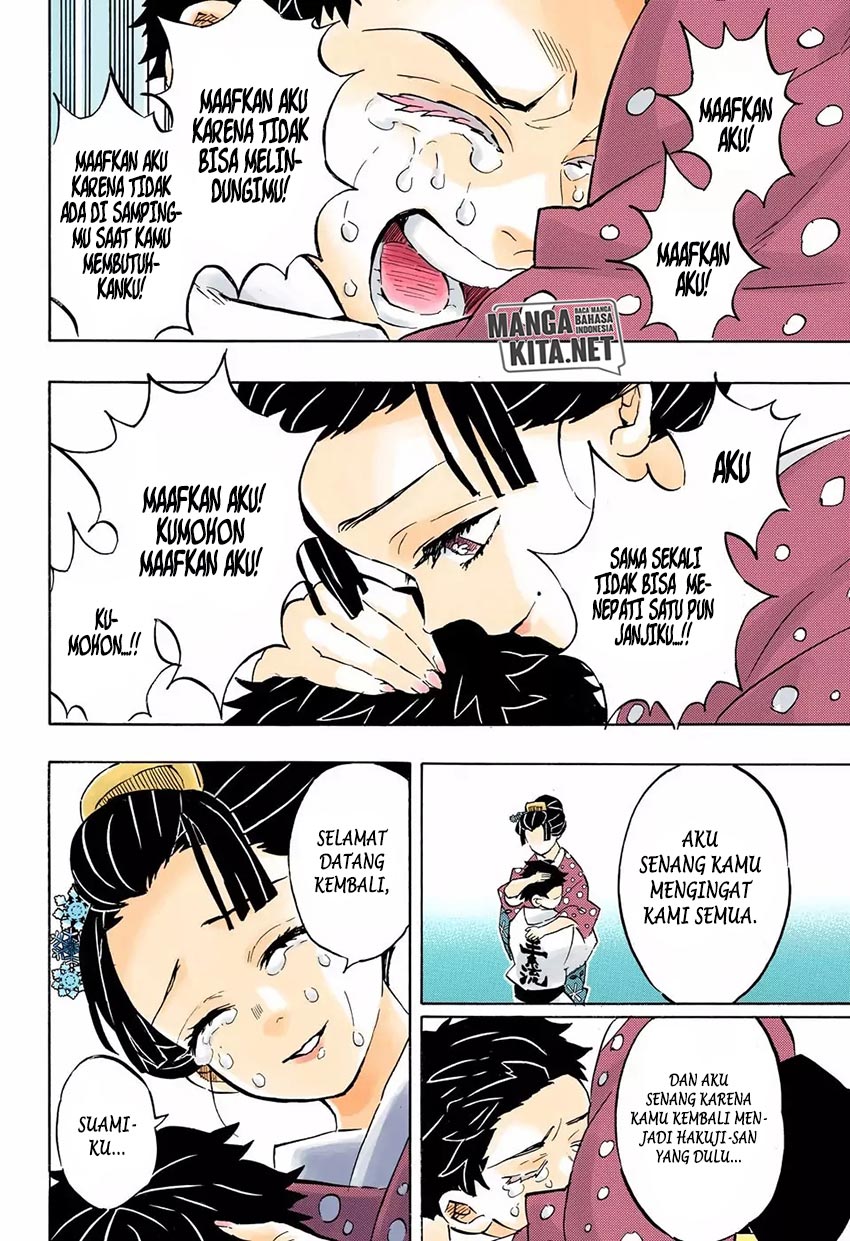 MAAFKAN
AKU!
MAAFKAN
AKU!
MAAFKAN AKU
KARENA TIDAK
BISA MELIN-
DUNGIMU!
MAAFKAN AKU
KARENA TIDAK
ADA DI SAMPING-
MU SAAT KAMU
MEMBUTUH-
KANKU!
MANGA
KITA.NET
BACA MANGA
BAHASA
INDONESIA
AKU
SAMA SEKALI
TIDAK BISA ME-
NEPATI SATU PUN
JANJIKU...!!
MAAFKAN AKU!
KUMOHON
MAAFKAN AKU!
KU-
MOHON...!!
AKU
SENANG KAMU
MENGINGAT
KAMI SEMUA.
素流
DAN AKU
SENANG KARENA
KAMU KEMBALI MEN-
JADI HAKUJI-SAN
YANG DULU...
SELAMAT
DATANG
KEMBALI,
SUAMI-
KU...